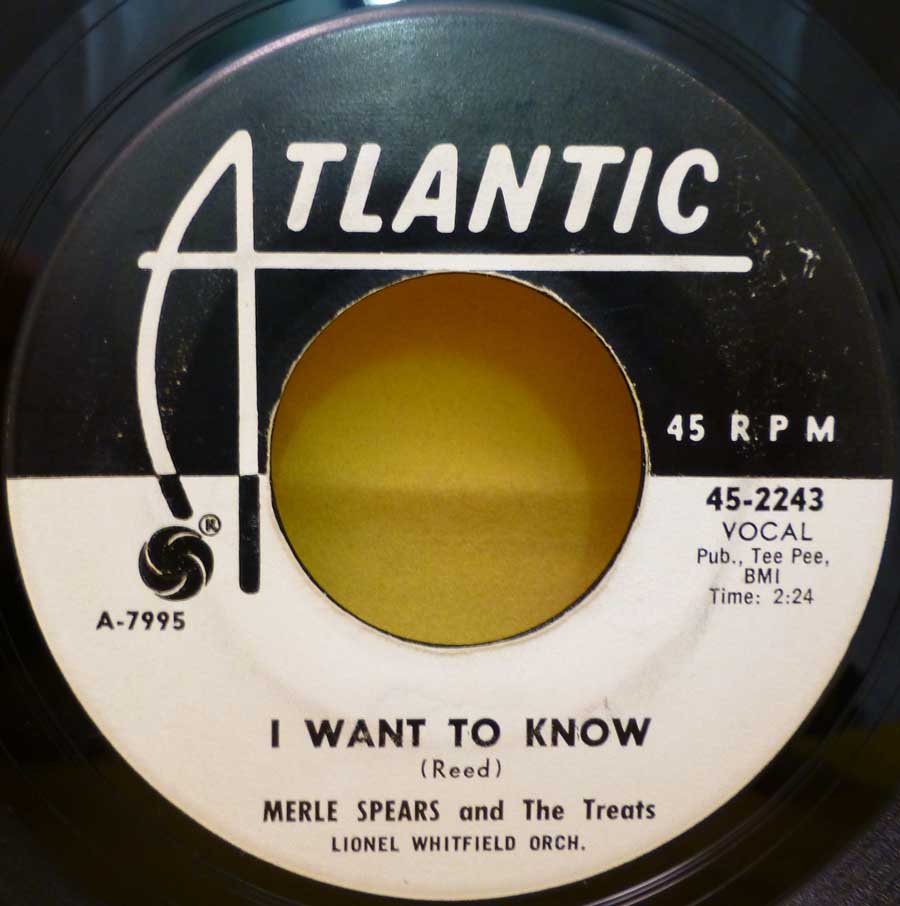 ATLANTIC
45 RPM
45-2243
VOCAL
Pub., Tee Pee,
BMI
Time: 2:24
®
A-7995
I WANT TO KNOW
(Reed)
MERLE SPEARS and The Treats
LIONEL WHITFIELD ORCH.